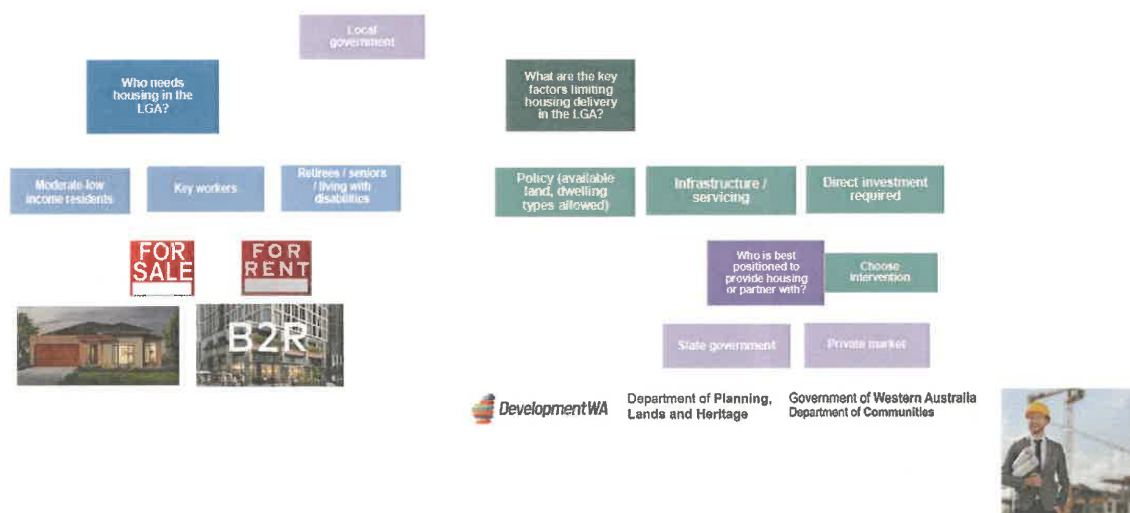 Local
government
Who needs
housing in the
LGA?
What are the key
factors limiting
housing delivery
in the LGA?
Moderate-low
income residents
Key workers
Retirees / seniors
/ living with
disabilities
Policy (available
land, dwelling
types allowed)
Infrastructure /
servicing
Direct investment
required
FOR
SALE
FOR
RENT
Who is best
positioned to
provide housing
or partner with?
Choose
intervention
B2R
State government
Private market
DevelopmentWA
Department of Planning,
Lands and Heritage
Government of Western Australia
Department of Communities